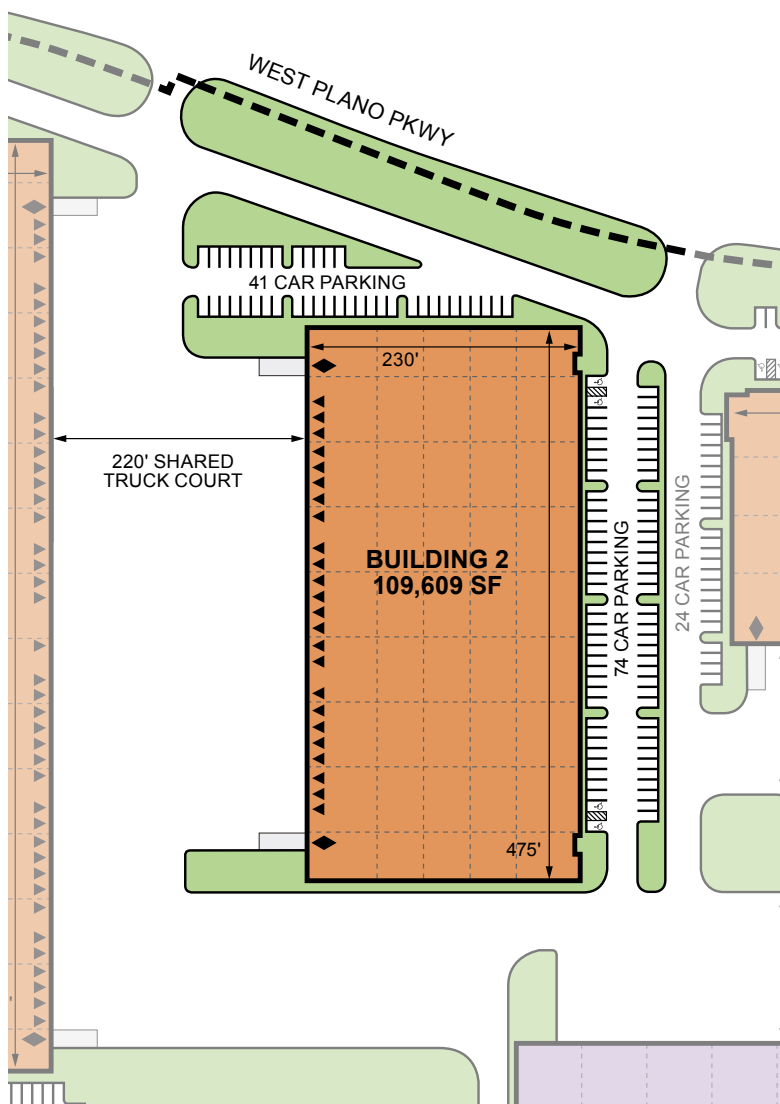 WEST PLANO PKWY
41 CAR PARKING
230'
220' SHARED
TRUCK COURT
BUILDING 2
109,609 SF
74 CAR PARKING
24 CAR PARKING
475'
'